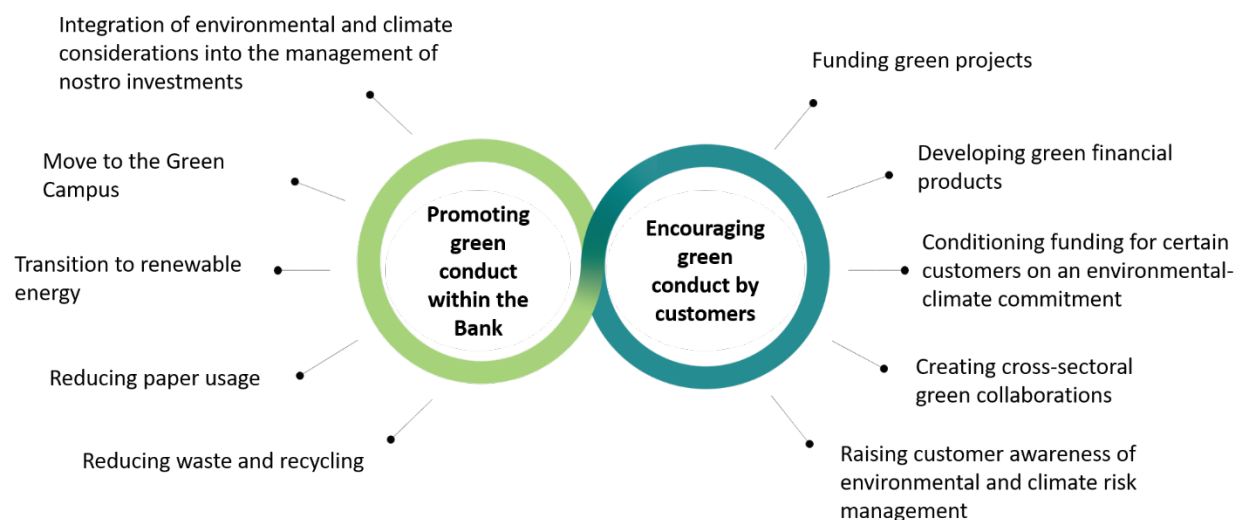 Integration of environmental and climate
considerations into the management of
nostro investments
Move to the Green
Campus
Transition to renewable
energy
Reducing paper usage
Reducing waste and recycling
Promoting
green
conduct
within the
Bank
Encouraging
green
conduct by
customers
Funding green projects
Developing green financial
products
Conditioning funding for certain
customers on an environmental-
climate commitment
Creating cross-sectoral
green collaborations
Raising customer awareness of
environmental and climate risk
management